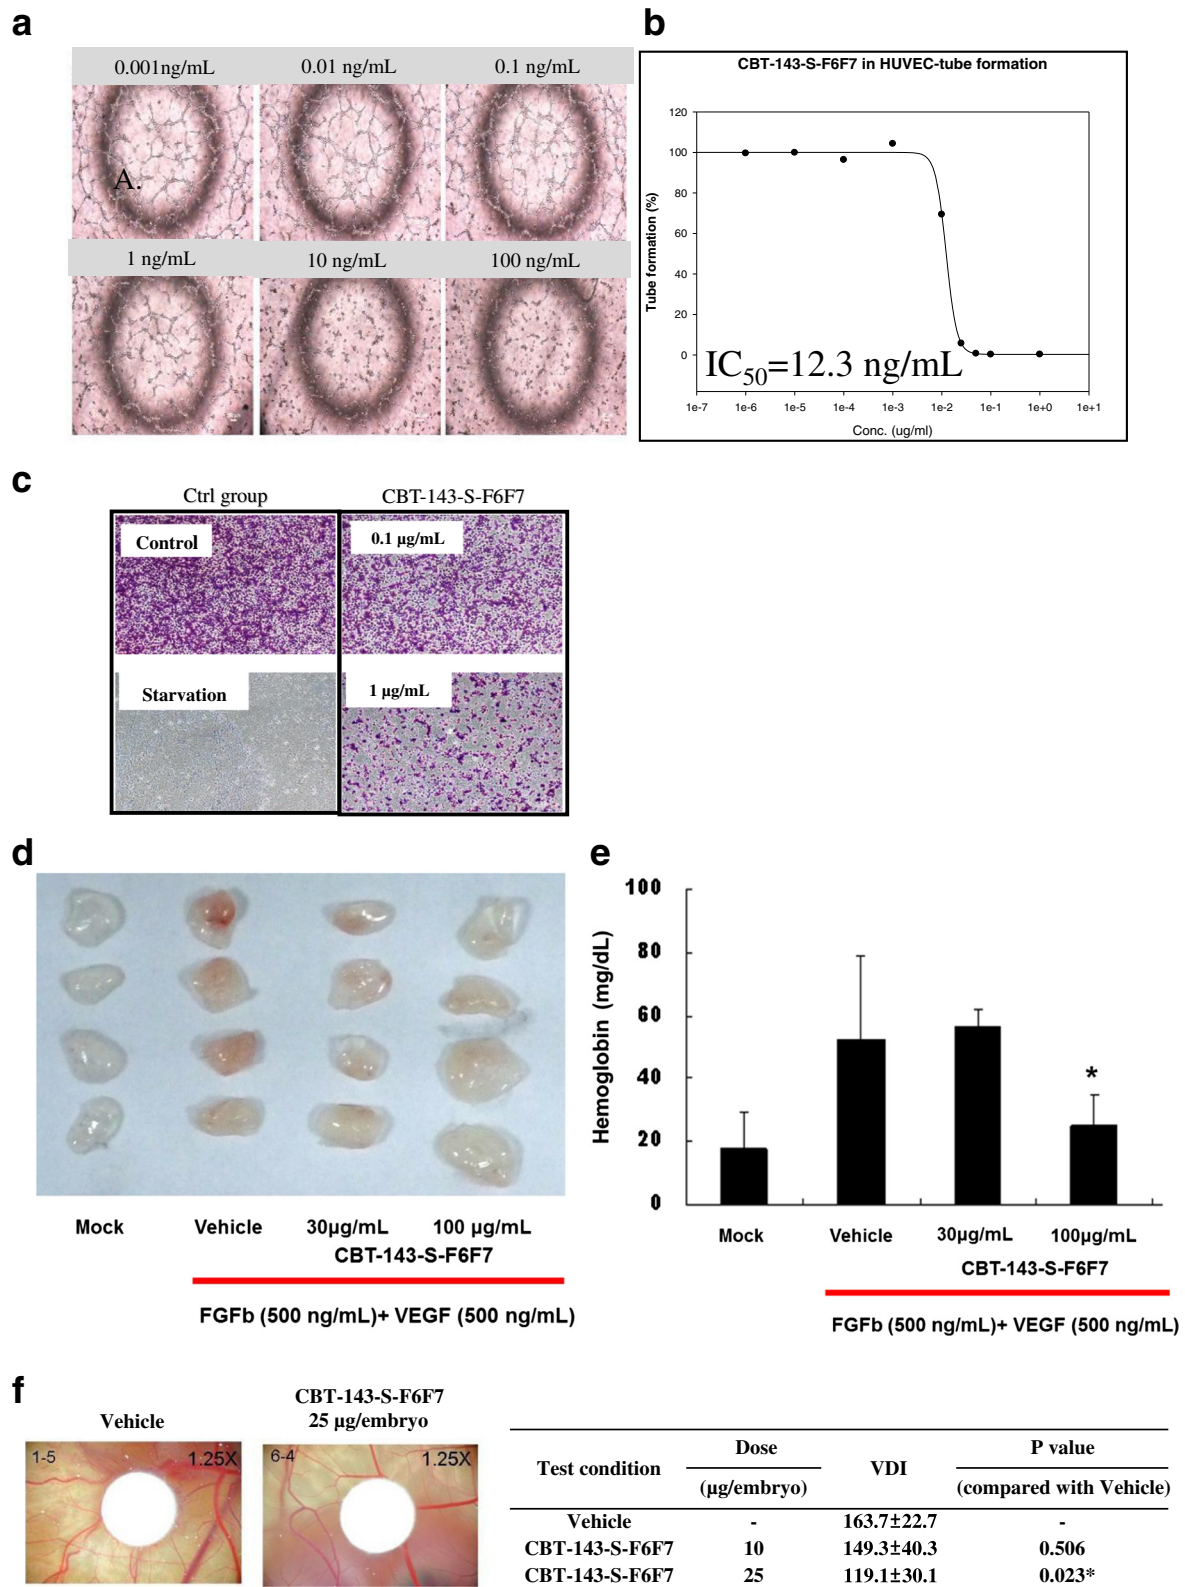 a
0.001ng/mL 0.01 ng/mL 0.1 ng/mL
A.
1 ng/mL 10 ng/mL 100 ng/mL
b
CBT-143-S-F6F7 in HUVEC-tube formation
120
100
80
60
40
20
0
Tube formation (%)
IC50=12.3 ng/mL
1e-7 1e-6 1e-5 1e-4 1e-3 1e-2 1e-1 1e+0 1e+1
Conc. (ug/ml)
c
Ctrl group CBT-143-S-F6F7
Control 0.1 µg/mL
Starvation 1 µg/mL
d
Mock Vehicle 30µg/mL 100 µg/mL
CBT-143-S-F6F7
FGFb (500 ng/mL)+ VEGF (500 ng/mL)
e
100
80
60
40
20
0
Hemoglobin (mg/dL)
*
Mock Vehicle 30µg/mL 100µg/mL
CBT-143-S-F6F7
FGFb (500 ng/mL)+ VEGF (500 ng/mL)
f
Vehicle
CBT-143-S-F6F7
25 µg/embryo
1-5 1.25X
6-4 1.25X
Test condition Dose VDI P value
(µg/embryo) (compared with Vehicle)
Vehicle - 163.7±22.7 -
CBT-143-S-F6F7 10 149.3±40.3 0.506
CBT-143-S-F6F7 25 119.1±30.1 0.023*